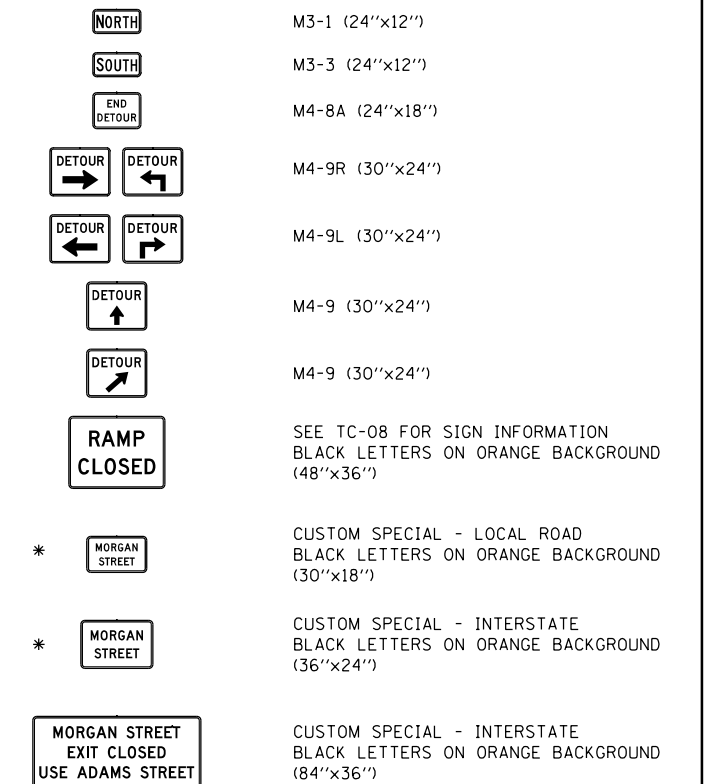 NORTH M3-1 (24''x12'')
SOUTH M3-3 (24''x12'')
END
DETOUR
M4-8A (24''x18'')
DETOUR DETOUR
M4-9R (30''x24'')
DETOUR DETOUR
M4-9L (30''x24'')
DETOUR
M4-9 (30''x24'')
DETOUR
M4-9 (30''x24'')
RAMP
CLOSED
SEE TC-08 FOR SIGN INFORMATION
BLACK LETTERS ON ORANGE BACKGROUND
(48''x36'')
* MORGAN
STREET
CUSTOM SPECIAL - LOCAL ROAD
BLACK LETTERS ON ORANGE BACKGROUND
(30''x18'')
* MORGAN
STREET
CUSTOM SPECIAL - INTERSTATE
BLACK LETTERS ON ORANGE BACKGROUND
(36''x24'')
MORGAN STREET
EXIT CLOSED
USE ADAMS STREET
CUSTOM SPECIAL - INTERSTATE
BLACK LETTERS ON ORANGE BACKGROUND
(84''x36'')